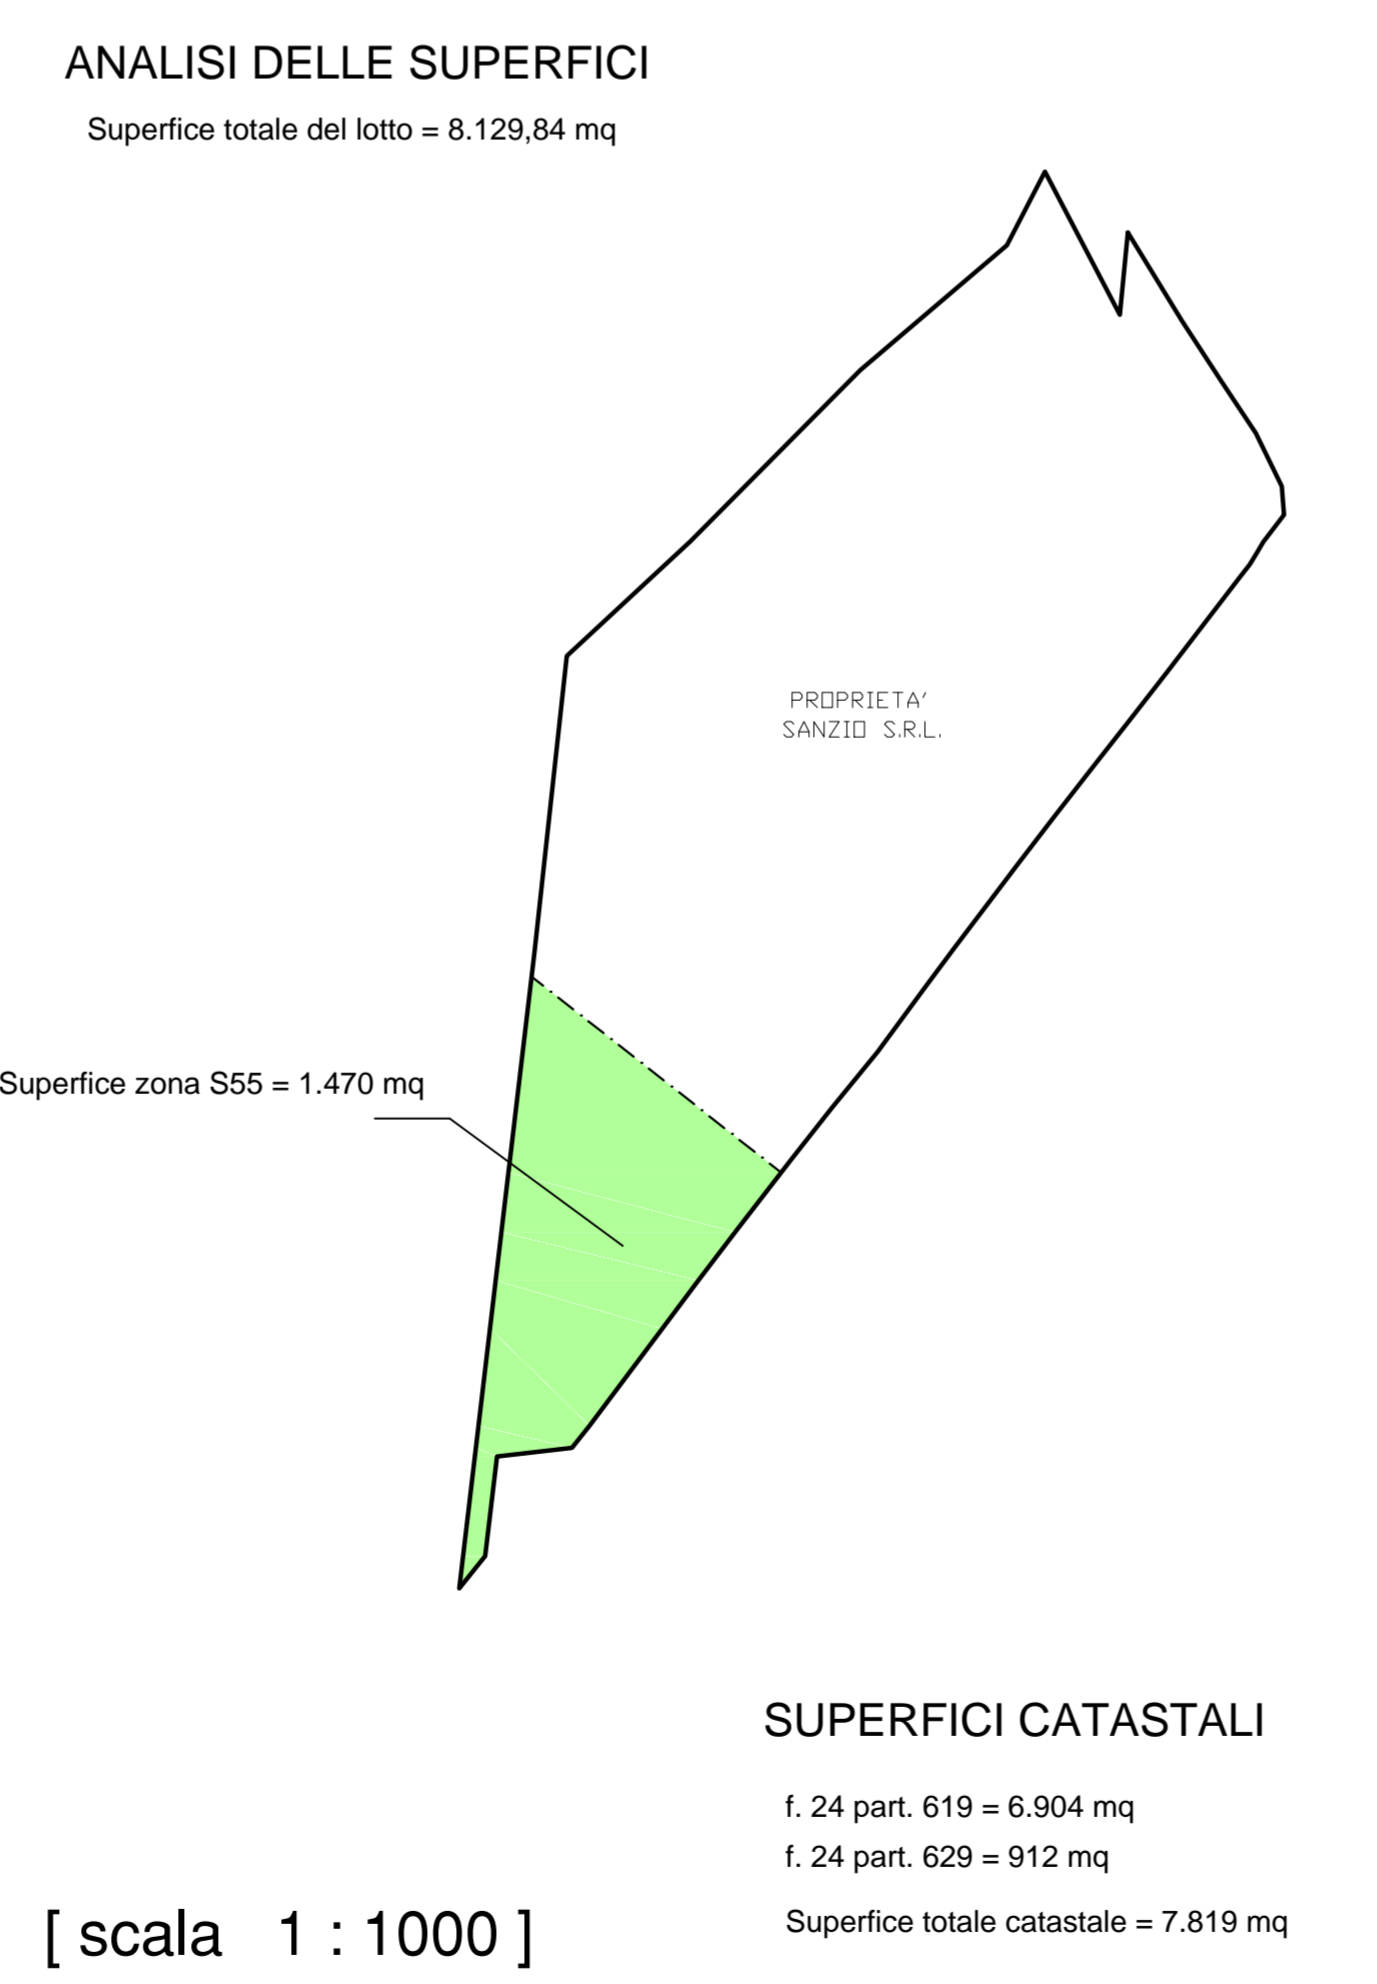 ANALISI DELLE SUPERFICI
Superfice totale del lotto = 8.129,84 mq
PROPRIETA'
SANZIO S.R.L.
Superfice zona S55 = 1.470 mq
SUPERFICI CATASTALI
f. 24 part. 619 = 6.904 mq
f. 24 part. 629 = 912 mq
Superfice totale catastale = 7.819 mq
[ scala 1 : 1000 ]